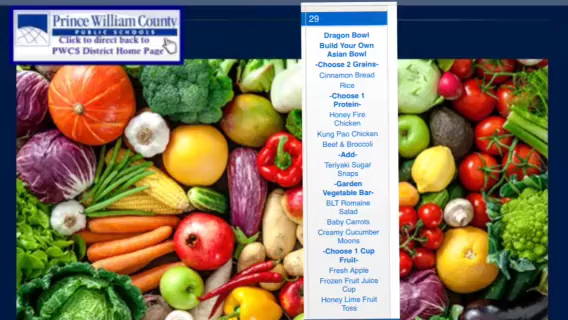 Prince William County
PUBLIC SCHOOLS
Click to direct back to
PWCS District Home Page
29
Dragon Bowl
Build Your Own
Asian Bowl
-Choose 2 Grains-
Cinnamon Bread
Rice
-Choose 1
Protein-
Honey Fire
Chicken
Kung Pao Chicken
Beef & Broccoli
-Add-
Teriyaki Sugar
Snaps
-Garden
Vegetable Bar-
BLT Romaine
Salad
Baby Carrots
Creamy Cucumber
Moons
-Choose 1 Cup
Fruit-
Fresh Apple
Frozen Fruit Juice
Cup
Honey Lime Fruit
Toss